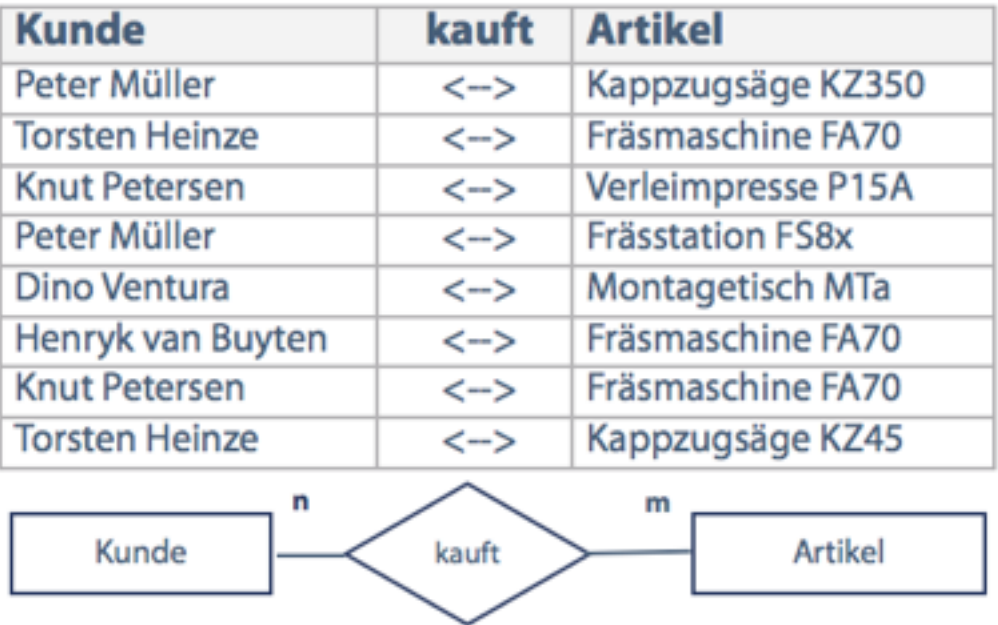 Kunde kauft Artikel
Peter Müller <--> Kappzugsäge KZ350
Torsten Heinze <--> Fräsmaschine FA70
Knut Petersen <--> Verleimpresse P15A
Peter Müller <--> Frässtation FS8x
Dino Ventura <--> Montagetisch MTa
Henryk van Buyten <--> Fräsmaschine FA70
Knut Petersen <--> Fräsmaschine FA70
Torsten Heinze <--> Kappzugsäge KZ45
n m
Kunde kauft Artikel